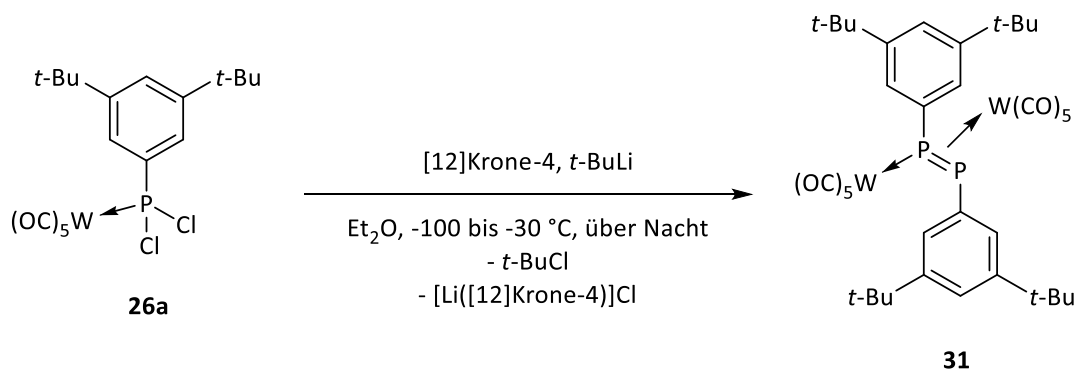 t-Bu t-Bu
(OC)5W P Cl
Cl
26a
[12]Krone-4, t-BuLi
Et2O, -100 bis -30 °C, über Nacht
- t-BuCl
- [Li([12]Krone-4)]Cl
t-Bu t-Bu
W(CO)5
P
(OC)5W P
t-Bu t-Bu
31